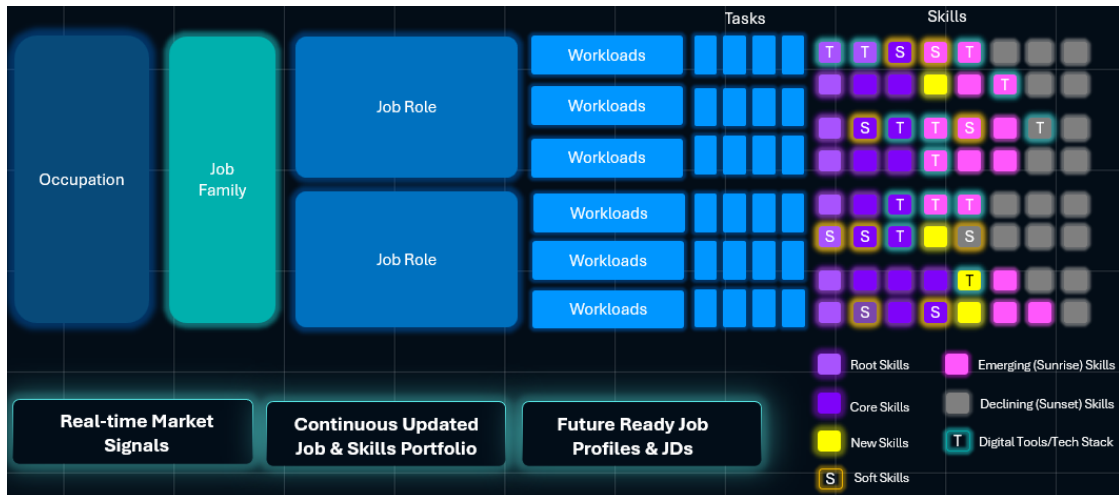 Tasks
Skills
Occupation
Job
Family
Job Role
Job Role
Workloads
Workloads
Workloads
Workloads
Workloads
Workloads
T T S S T
T
S T T S T
T
T T T
S S T S
T
S S
Root Skills
Emerging (Sunrise) Skills
Core Skills
Declining (Sunset) Skills
New Skills
T Digital Tools/Tech Stack
S Soft Skills
Real-time Market
Signals
Continuous Updated
Job & Skills Portfolio
Future Ready Job
Profiles & JDs